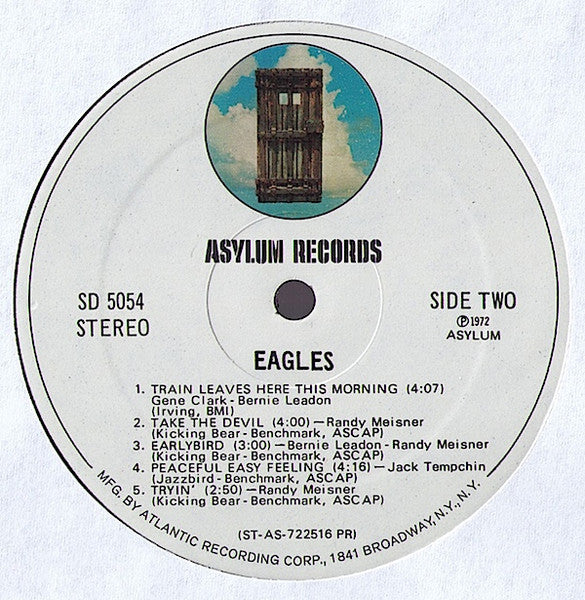 ASYLUM RECORDS
SD 5054
STEREO
SIDE TWO
Ⓟ1972
ASYLUM
EAGLES
1. TRAIN LEAVES HERE THIS MORNING (4:07)
Gene Clark - Bernie Leadon
(Irving, BMI)
2. TAKE THE DEVIL (4:00) — Randy Meisner
(Kicking Bear - Benchmark, ASCAP)
3. EARLYBIRD (3:00) — Bernie Leadon - Randy Meisner
(Kicking Bear - Benchmark, ASCAP)
4. PEACEFUL EASY FEELING (4:16) — Jack Tempchin
(Jazzbird - Benchmark, ASCAP)
5. TRYIN' (2:50) — Randy Meisner
(Kicking Bear - Benchmark, ASCAP)
(ST-AS-722516 PR)
MFG. BY ATLANTIC RECORDING CORP., 1841 BROADWAY, N.Y., N.Y.